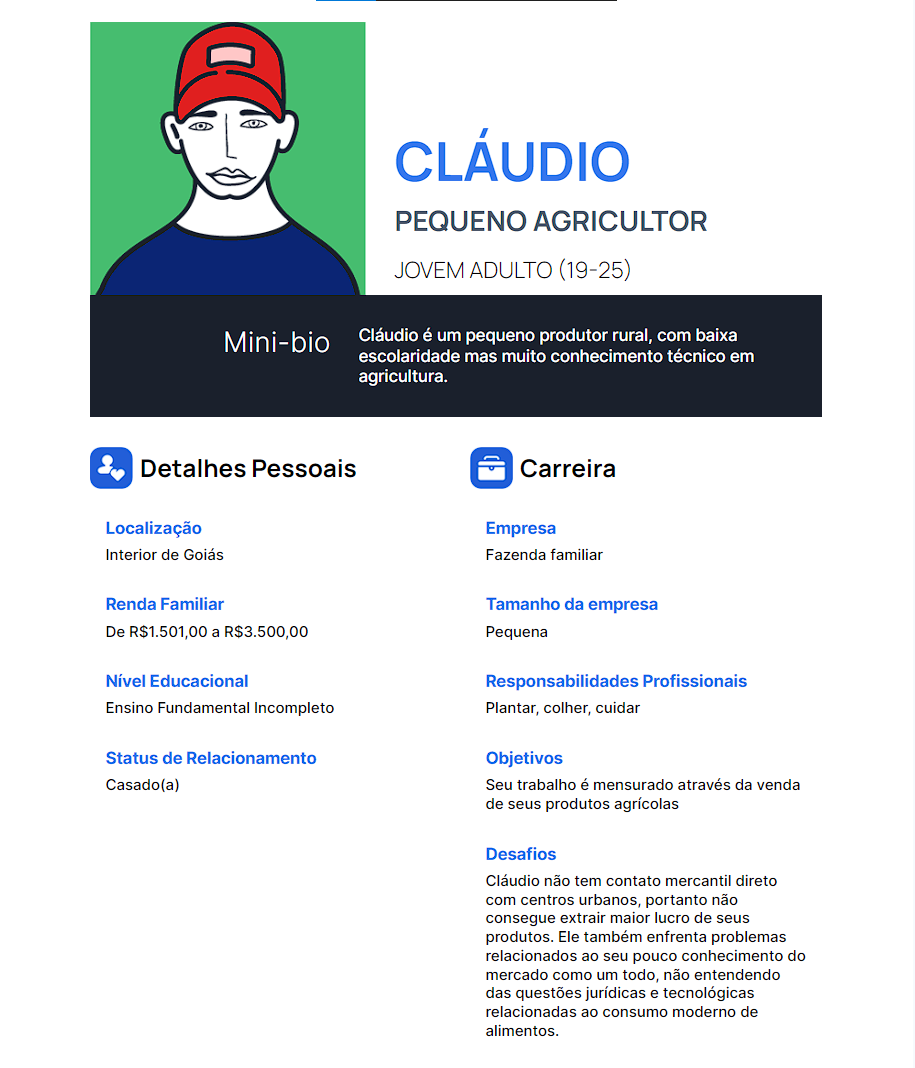 CLÁUDIO
PEQUENO AGRICULTOR
JOVEM ADULTO (19-25)
Mini-bio
Cláudio é um pequeno produtor rural, com baixa
escolaridade mas muito conhecimento técnico em
agricultura.
Detalhes Pessoais
Localização
Interior de Goiás
Renda Familiar
De R$1.501,00 a R$3.500,00
Nível Educacional
Ensino Fundamental Incompleto
Status de Relacionamento
Casado(a)
Carreira
Empresa
Fazenda familiar
Tamanho da empresa
Pequena
Responsabilidades Profissionais
Plantar, colher, cuidar
Objetivos
Seu trabalho é mensurado através da venda
de seus produtos agrícolas
Desafios
Cláudio não tem contato mercantil direto
com centros urbanos, portanto não
consegue extrair maior lucro de seus
produtos. Ele também enfrenta problemas
relacionados ao seu pouco conhecimento do
mercado como um todo, não entendendo
das questões jurídicas e tecnológicas
relacionadas ao consumo moderno de
alimentos.